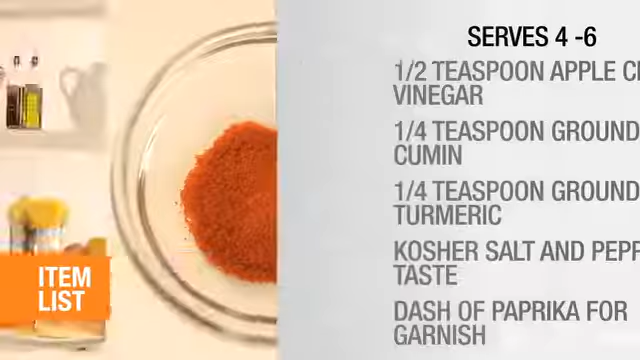 SERVES 4 -6
1/2 TEASPOON APPLE
VINEGAR
1/4 TEASPOON GROUND
CUMIN
1/4 TEASPOON GROUND
TURMERIC
KOSHER SALT AND
TASTE
DASH OF PAPRIKA FOR
GARNISH
ITEM
LIST